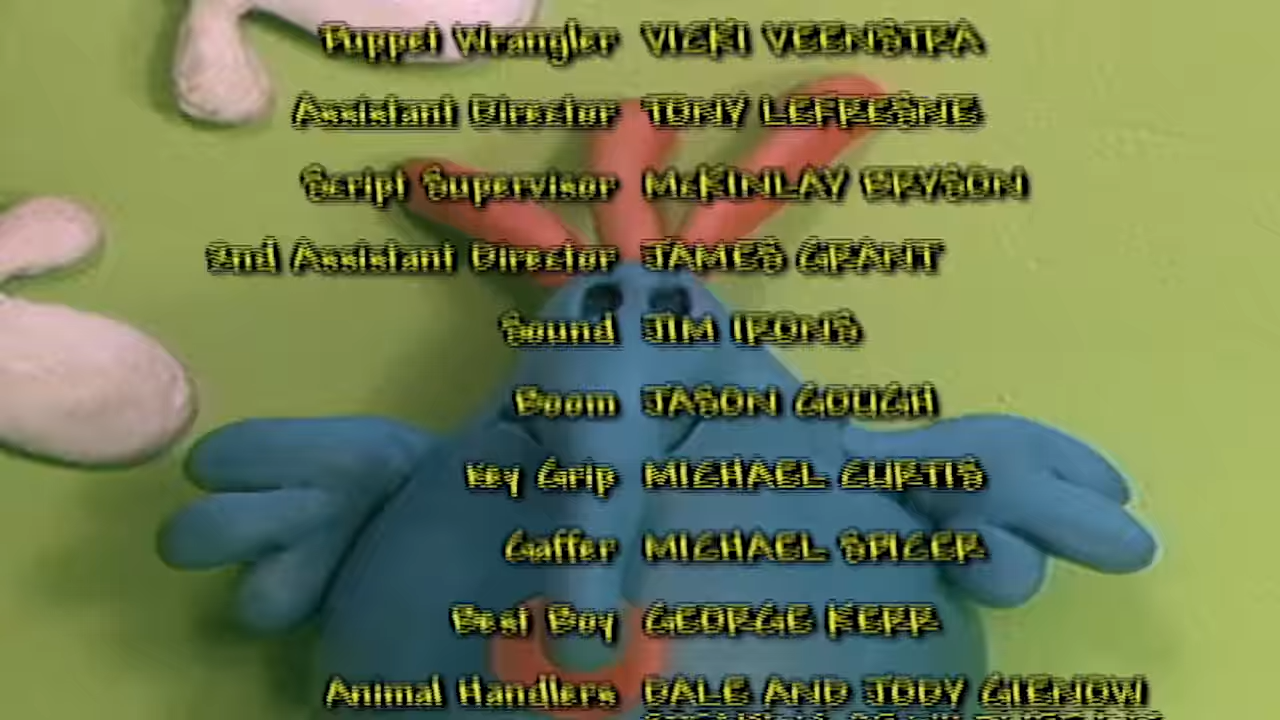 Puppet Wrangler VICKI VEENSTRA
Assistant Director TONY LEFRESNE
Script Supervisor McKINLAY BRYSON
2nd Assistant Director JAMES GRANT
Sound JIM IRONS
Boom JASON GOUGH
Key Grip MICHAEL CURTIS
Gaffer MICHAEL SPICER
Best Boy GEORGE KERR
Animal Handlers DALE AND JODY GIENOW